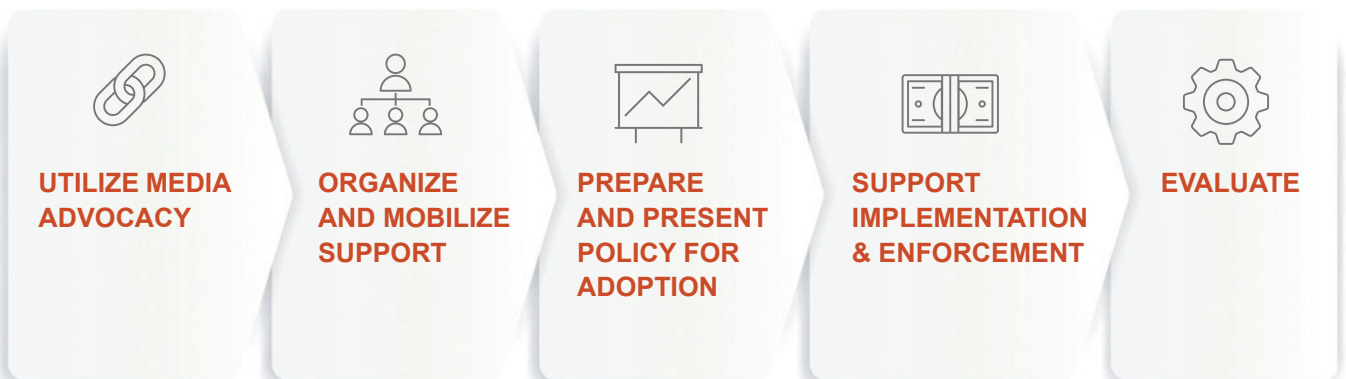 UTILIZE MEDIA
ADVOCACY
ORGANIZE
AND MOBILIZE
SUPPORT
PREPARE
AND PRESENT
POLICY FOR
ADOPTION
SUPPORT
IMPLEMENTATION
& ENFORCEMENT
EVALUATE